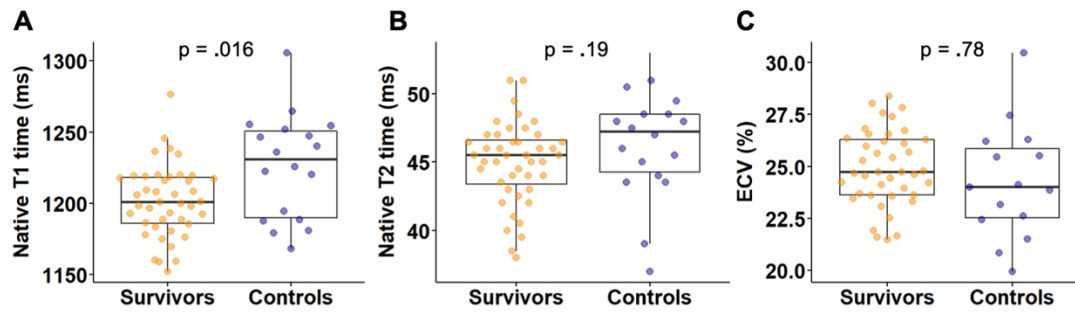 A
p = .016
Native T1 time (ms)
1300
1250
1200
1150
Survivors
Controls
B
p = .19
Native T2 time (ms)
50
45
40
Survivors
Controls
C
p = .78
ECV (%)
30.0
27.5
25.0
22.5
20.0
Survivors
Controls